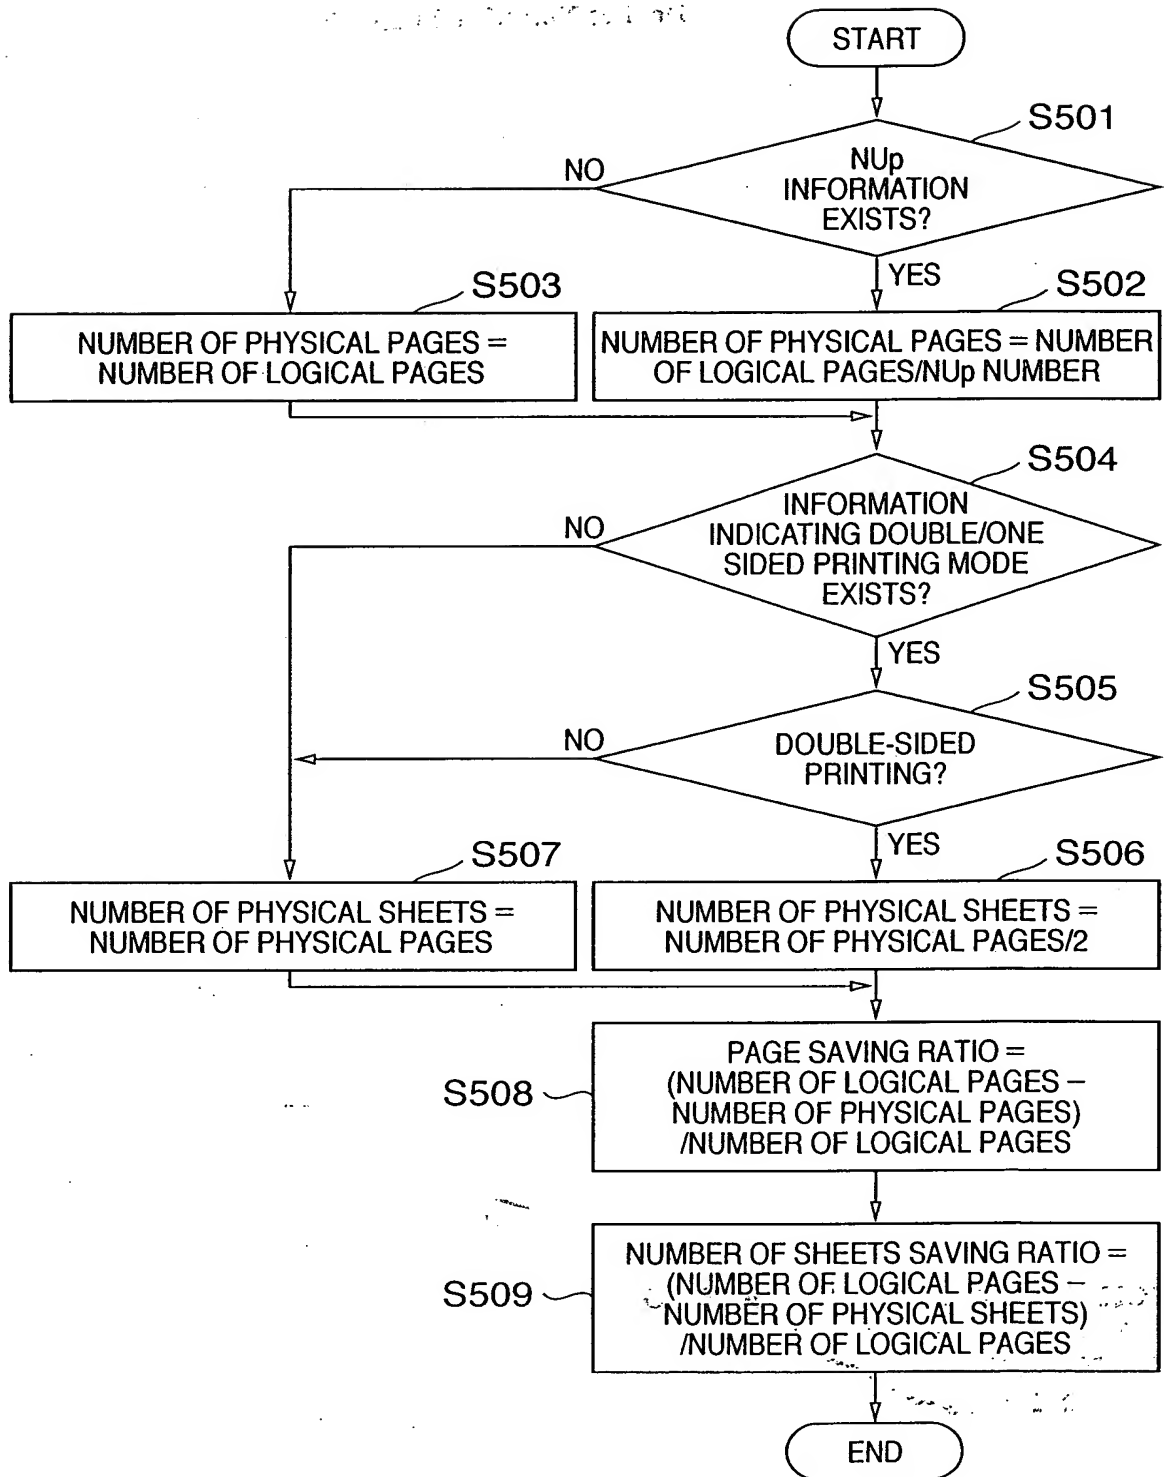 START
S501
NUp
INFORMATION
EXISTS?
NO
YES
S503
NUMBER OF PHYSICAL PAGES =
NUMBER OF LOGICAL PAGES
S502
NUMBER OF PHYSICAL PAGES = NUMBER
OF LOGICAL PAGES/NUp NUMBER
S504
INFORMATION
INDICATING DOUBLE/ONE
SIDED PRINTING MODE
EXISTS?
NO
YES
S505
DOUBLE-SIDED
PRINTING?
NO
YES
S507
NUMBER OF PHYSICAL SHEETS =
NUMBER OF PHYSICAL PAGES
S506
NUMBER OF PHYSICAL SHEETS =
NUMBER OF PHYSICAL PAGES/2
S508
PAGE SAVING RATIO =
(NUMBER OF LOGICAL PAGES –
NUMBER OF PHYSICAL PAGES)
/NUMBER OF LOGICAL PAGES
S509
NUMBER OF SHEETS SAVING RATIO =
(NUMBER OF LOGICAL PAGES –
NUMBER OF PHYSICAL SHEETS)
/NUMBER OF LOGICAL PAGES
END